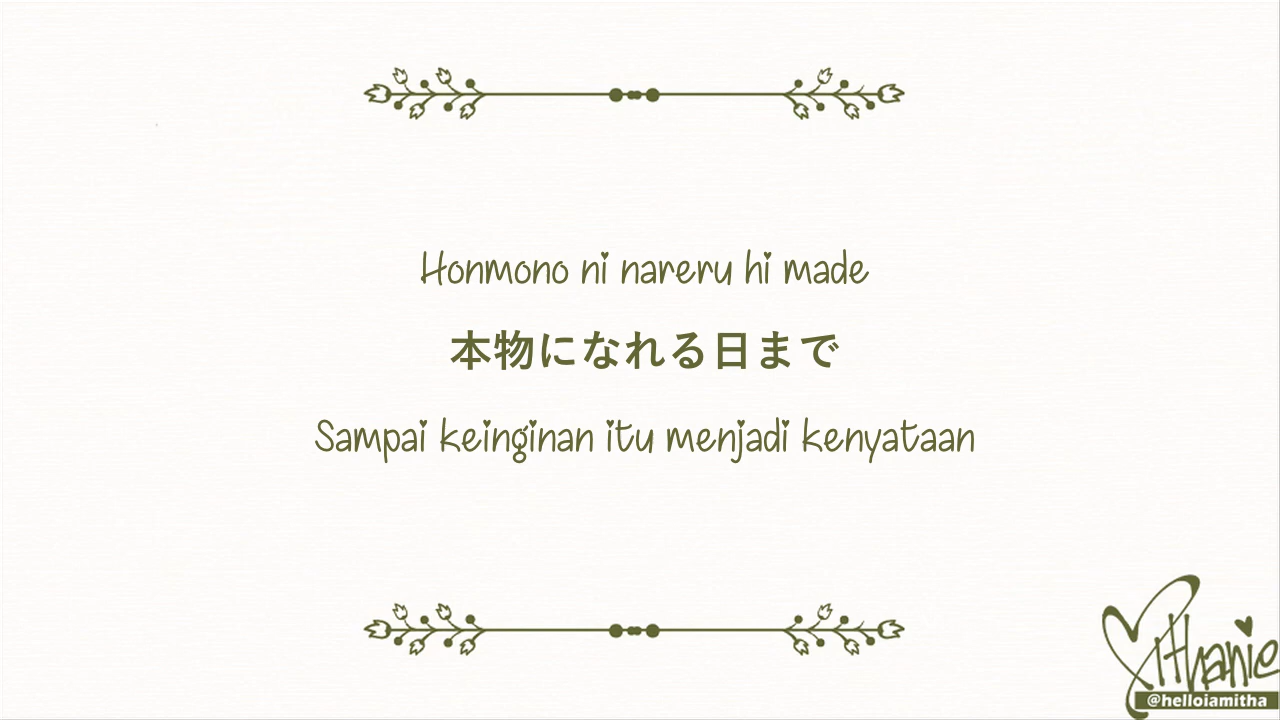 Honmono ni nareru hi made
本物になれる日まで
Sampai keinginan itu menjadi kenyataan
Mithanie
@helloiamitha